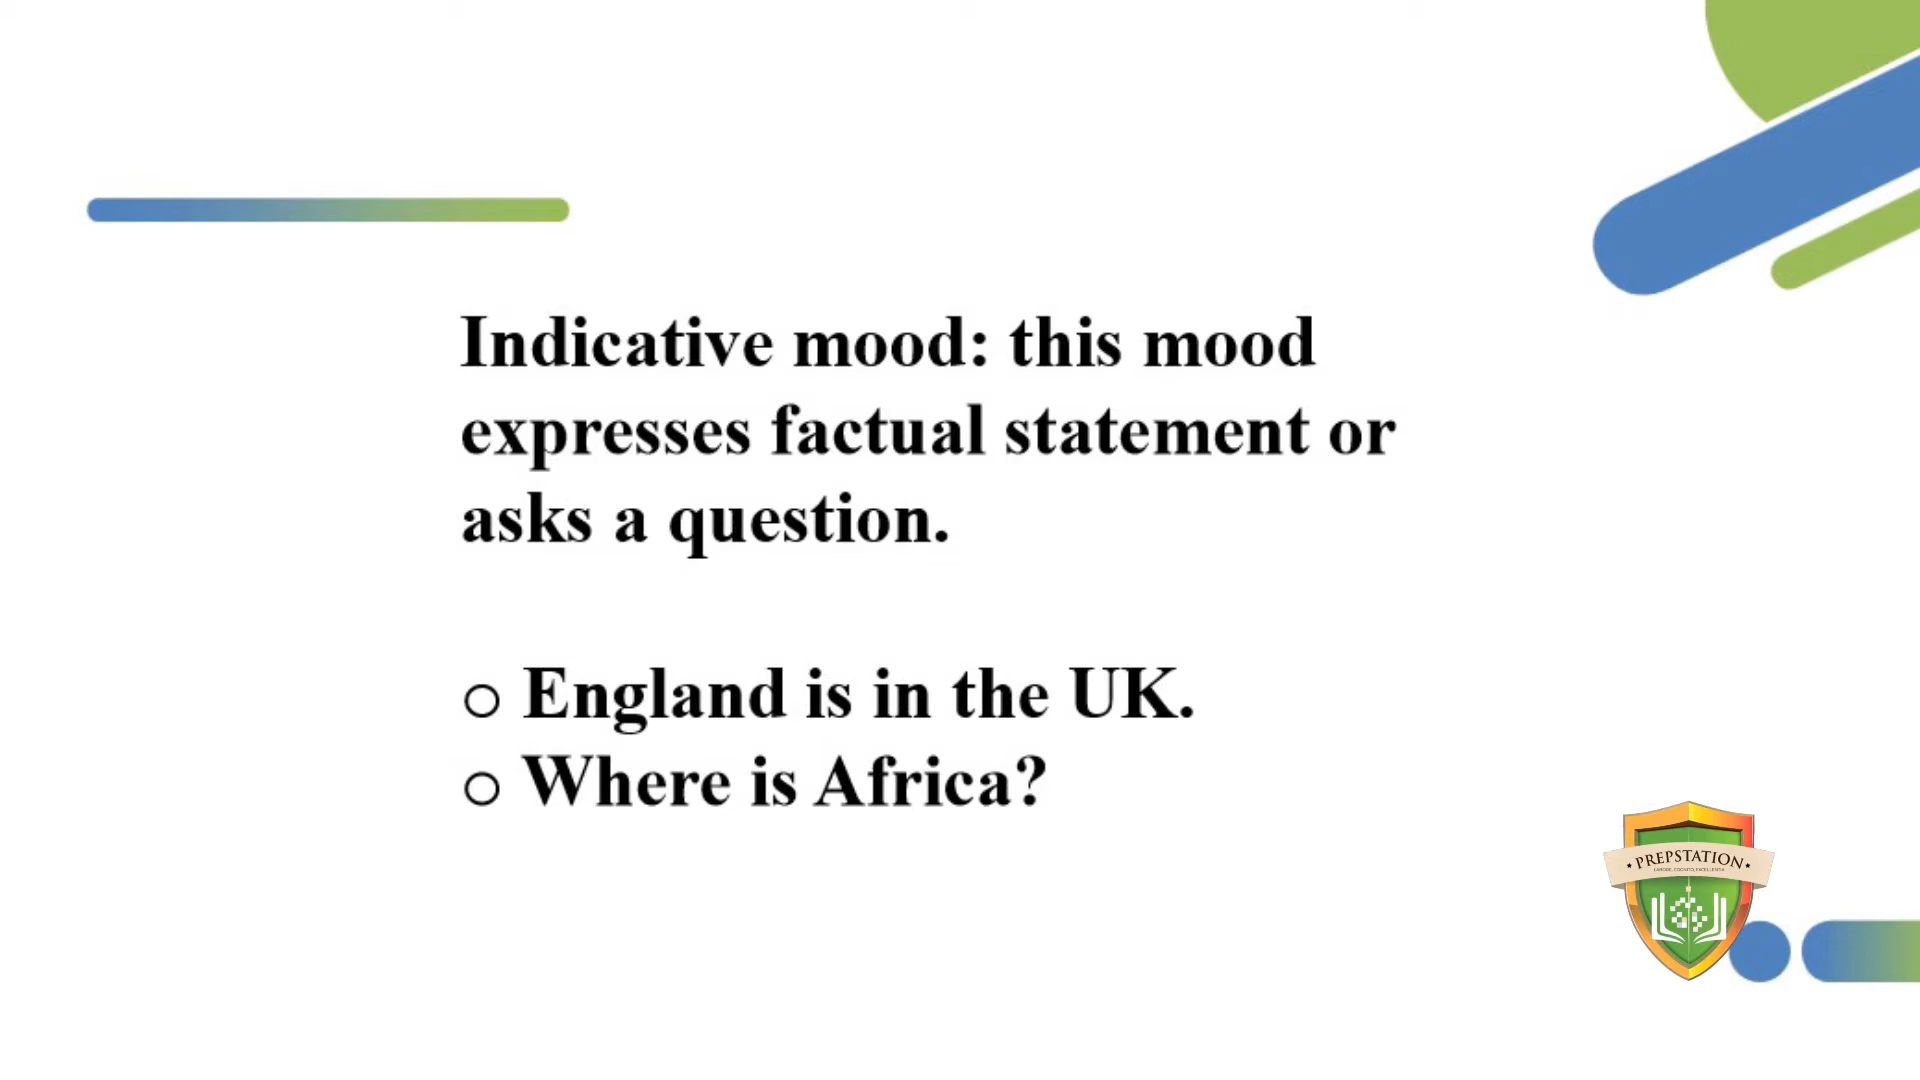 Indicative mood: this mood
expresses factual statement or
asks a question.
o England is in the UK.
o Where is Africa?
PREPSTATION